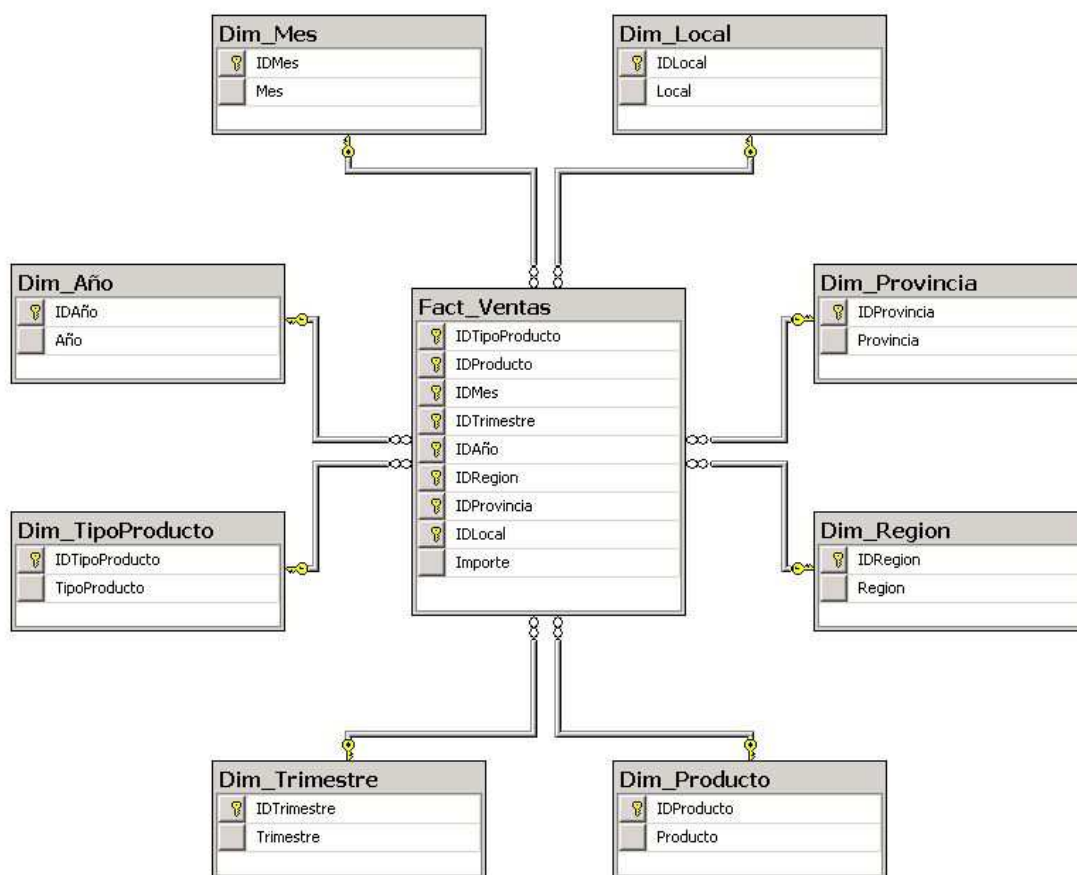 Dim_Mes
IDMes
Mes
Dim_Local
IDLocal
Local
Dim_Año
IDAño
Año
Fact_Ventas
IDTipoProducto
IDProducto
IDMes
IDTrimestre
IDAño
IDRegion
IDProvincia
IDLocal
Importe
Dim_Provincia
IDProvincia
Provincia
Dim_TipoProducto
IDTipoProducto
TipoProducto
Dim_Region
IDRegion
Region
Dim_Trimestre
IDTrimestre
Trimestre
Dim_Producto
IDProducto
Producto